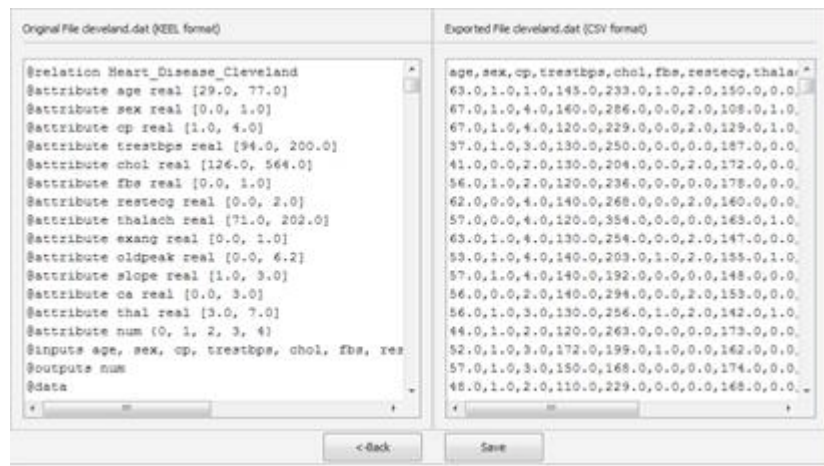 Original File cleveland.dat (KEEL format)
@relation Heart_Disease_Cleveland
@attribute age real [29.0, 77.0]
@attribute sex real [0.0, 1.0]
@attribute cp real [1.0, 4.0]
@attribute trestbps real [94.0, 200.0]
@attribute chol real [126.0, 564.0]
@attribute fbs real [0.0, 1.0]
@attribute restecg real [0.0, 2.0]
@attribute thalach real [71.0, 202.0]
@attribute exang real [0.0, 1.0]
@attribute oldpeak real [0.0, 6.2]
@attribute slope real [1.0, 3.0]
@attribute ca real [0.0, 3.0]
@attribute thal real [3.0, 7.0]
@attribute num {0, 1, 2, 3, 4}
@inputs age, sex, cp, trestbps, chol, fbs, res
@outputs num
@data
Exported File cleveland.dat (CSV format)
age,sex,cp,trestbps,chol,fbs,restecg,thala
63.0,1.0,1.0,145.0,233.0,1.0,2.0,150.0,0.0,
67.0,1.0,4.0,160.0,286.0,0.0,2.0,108.0,1.0,
67.0,1.0,4.0,120.0,229.0,0.0,2.0,129.0,1.0,
37.0,1.0,3.0,130.0,250.0,0.0,0.0,187.0,0.0,
41.0,0.0,2.0,130.0,204.0,0.0,2.0,172.0,0.0,
56.0,1.0,2.0,120.0,236.0,0.0,0.0,178.0,0.0,
62.0,0.0,4.0,140.0,268.0,0.0,2.0,160.0,0.0,
57.0,0.0,4.0,120.0,354.0,0.0,0.0,163.0,1.0,
63.0,1.0,4.0,130.0,254.0,0.0,2.0,147.0,0.0,
53.0,1.0,4.0,140.0,203.0,1.0,2.0,155.0,1.0,
57.0,1.0,4.0,140.0,192.0,0.0,0.0,148.0,0.0,
56.0,0.0,2.0,140.0,294.0,0.0,2.0,153.0,0.0,
56.0,1.0,3.0,130.0,256.0,1.0,2.0,142.0,1.0,
44.0,1.0,2.0,120.0,263.0,0.0,0.0,173.0,0.0,
52.0,1.0,3.0,172.0,199.0,1.0,0.0,162.0,0.0,
57.0,1.0,3.0,150.0,168.0,0.0,0.0,174.0,0.0,
48.0,1.0,2.0,110.0,229.0,0.0,0.0,168.0,0.0,
<-Back
Save